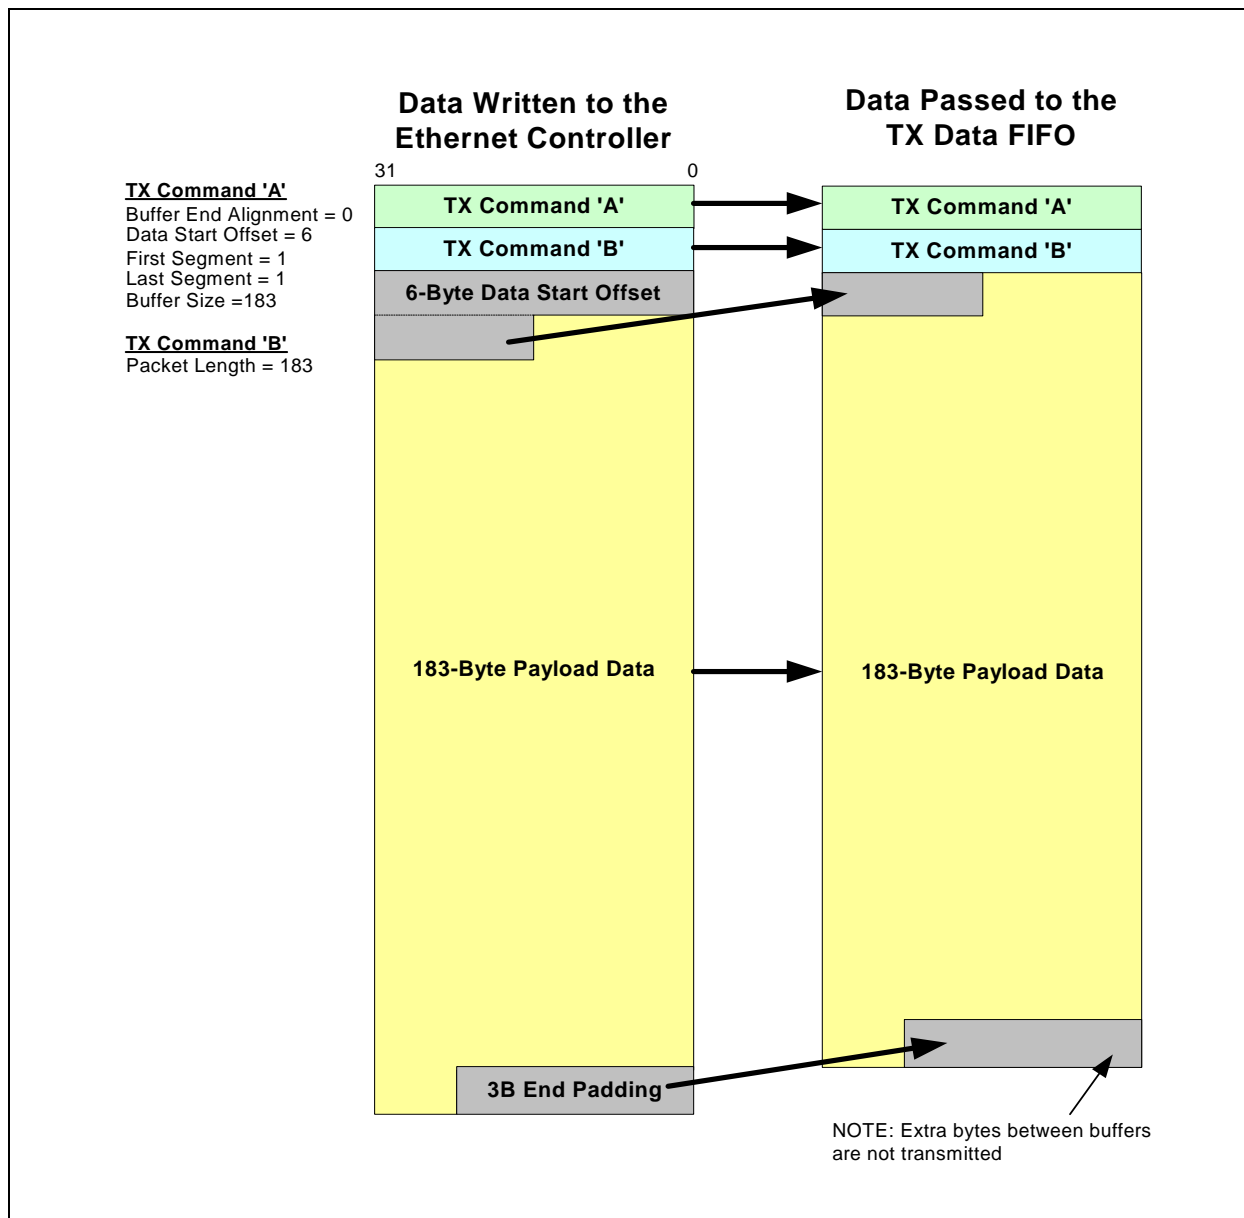 Data Written to the
Ethernet Controller
Data Passed to the
TX Data FIFO
31
0
TX Command 'A'
Buffer End Alignment = 0
Data Start Offset = 6
First Segment = 1
Last Segment = 1
Buffer Size =183
TX Command 'B'
Packet Length = 183
TX Command 'A'
TX Command 'B'
6-Byte Data Start Offset
183-Byte Payload Data
3B End Padding
TX Command 'A'
TX Command 'B'
183-Byte Payload Data
NOTE: Extra bytes between buffers
are not transmitted